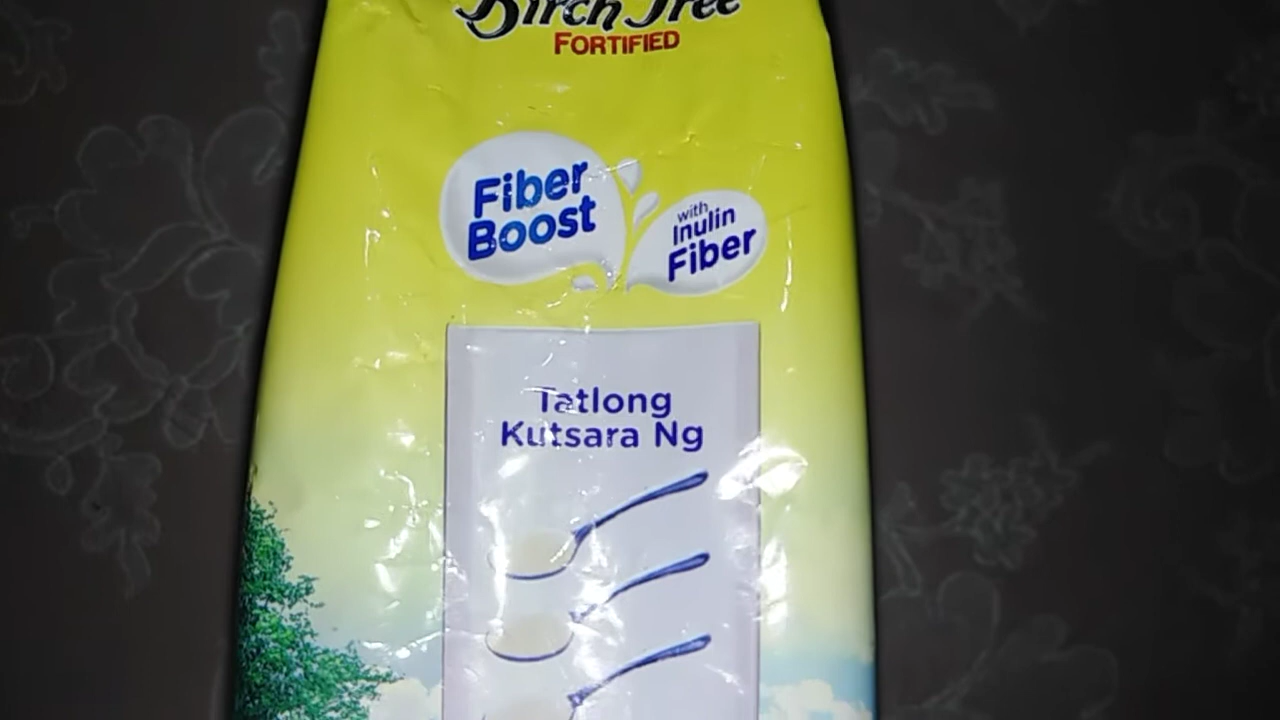 Birch Tree
FORTIFIED
Fiber
Boost
with
Inulin
Fiber
Tatlong
Kutsara Ng